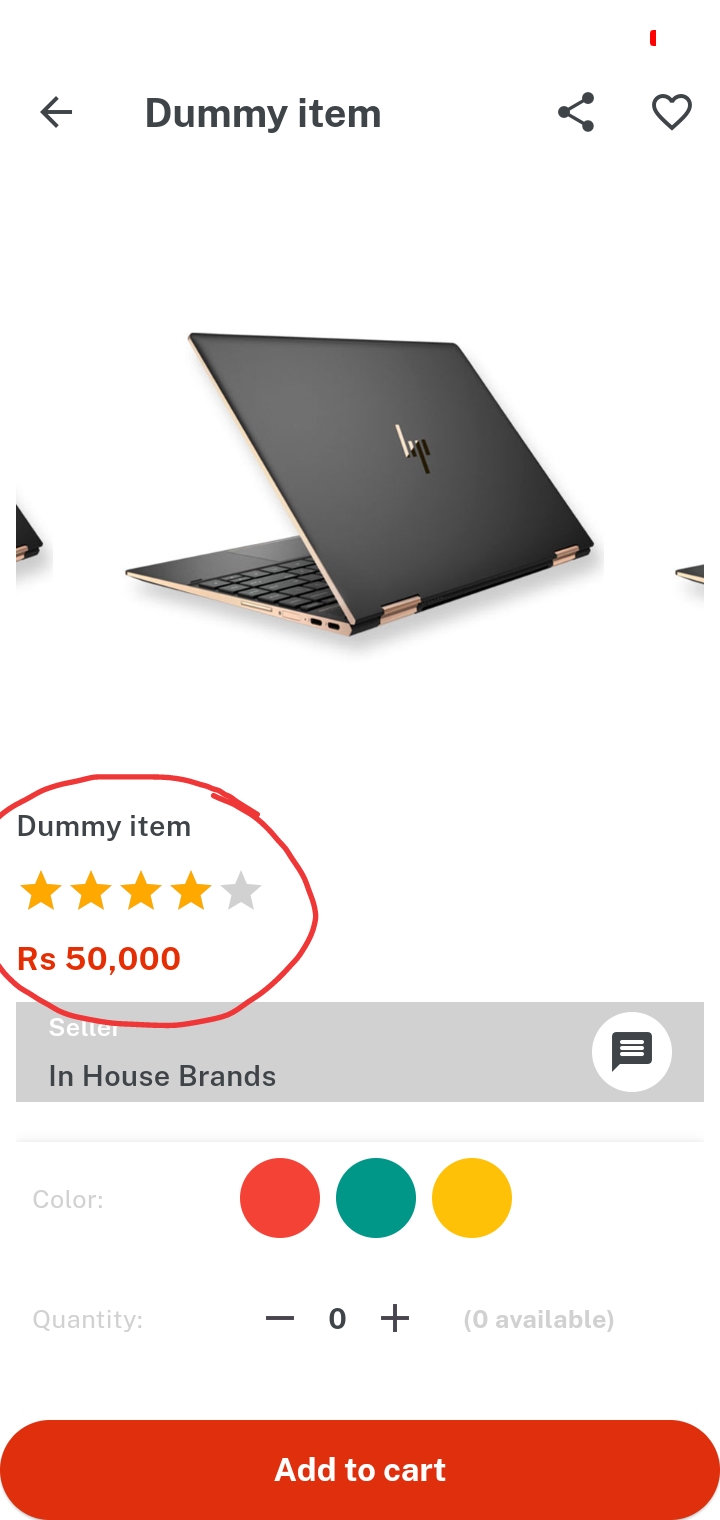 Dummy item
hp
Dummy item
Rs 50,000
Seller
In House Brands
Color:
Quantity:
0
(0 available)
Add to cart